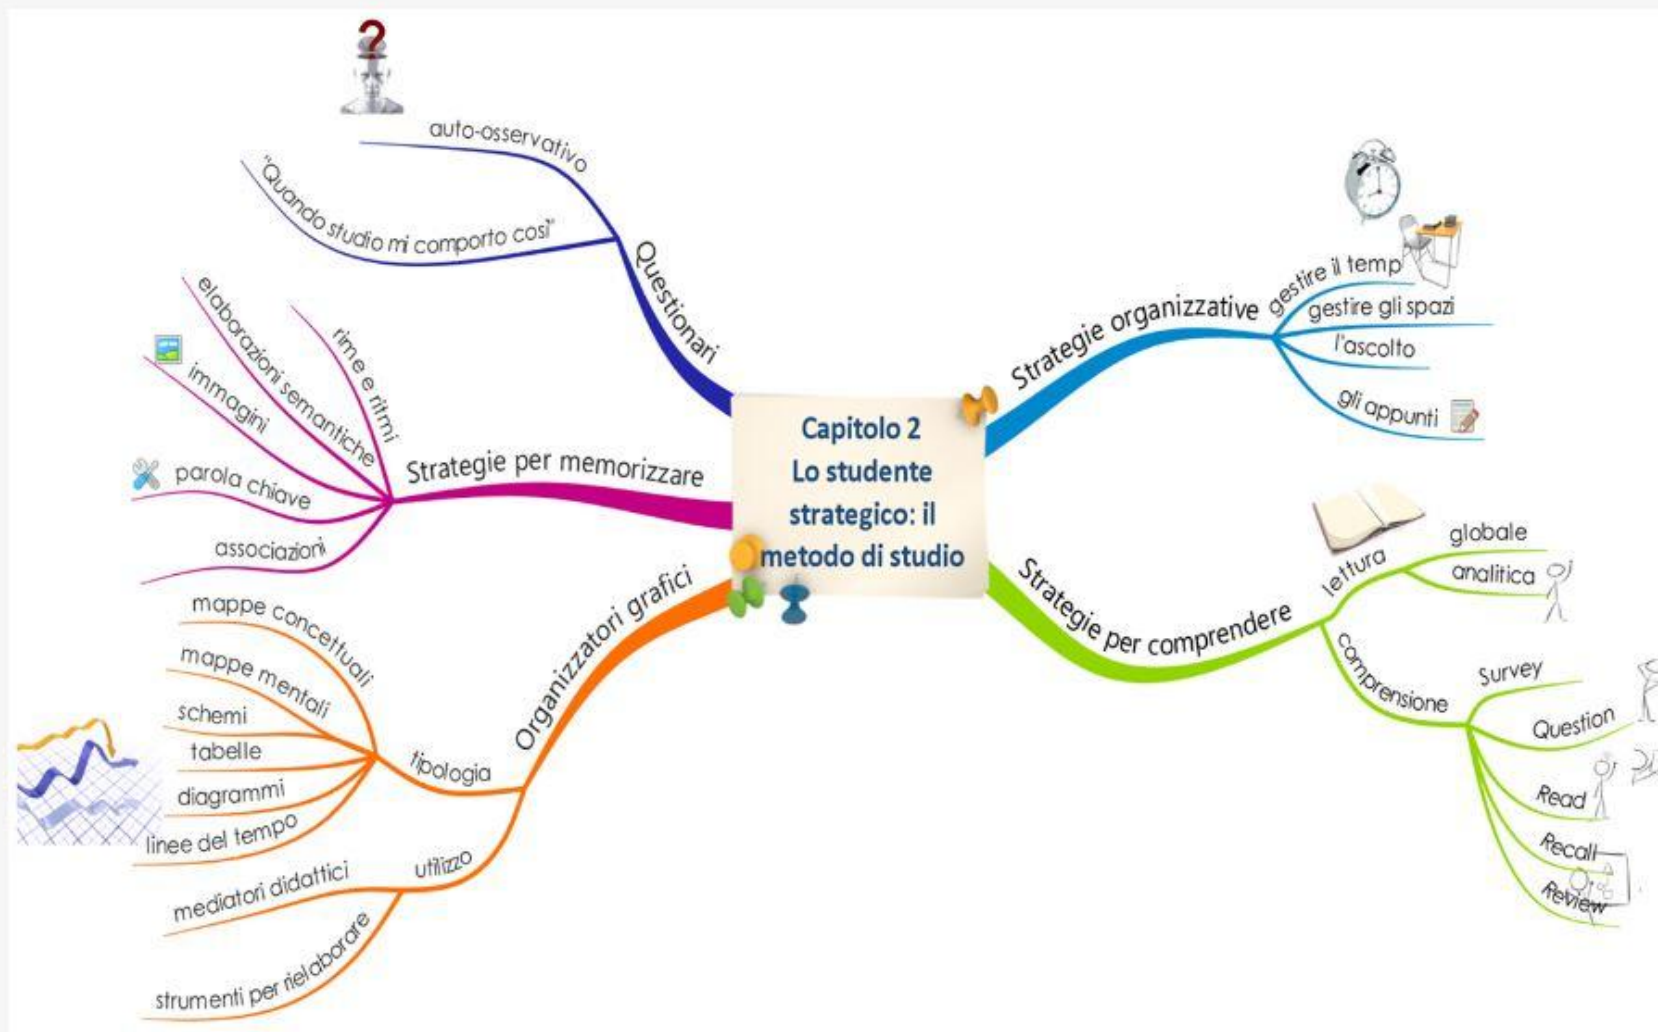 ?
auto-osservativo
"Quando studio mi comporto così"
Questionari
rime e ritmi
elaborazioni semantiche
immagini
parola chiave
associazioni
Strategie per memorizzare
Capitolo 2
Lo studente
strategico: il
metodo di studio
Strategie organizzative
gestire il temp
gestire gli spazi
l'ascolto
gli appunti
Strategie per comprendere
lettura
globale
analitica
comprensione
Survey
Question
Read
Recall
Review
Organizzatori grafici
tipologia
mappe concettuali
mappe mentali
schemi
tabelle
diagrammi
linee del tempo
utilizzo
mediatori didattici
strumenti per rielaborare